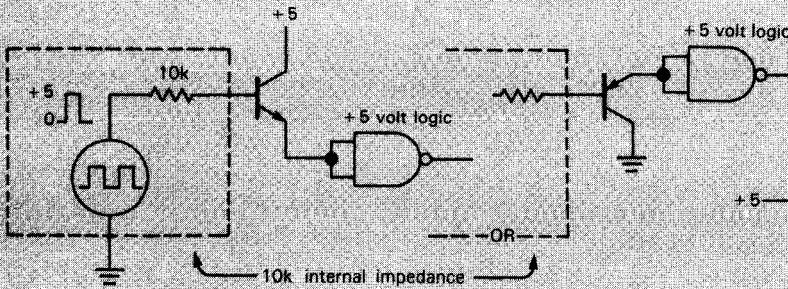 +5
+5 volt logic
10k
+5
0
+5 volt logic
+5
OR
10k internal impedance